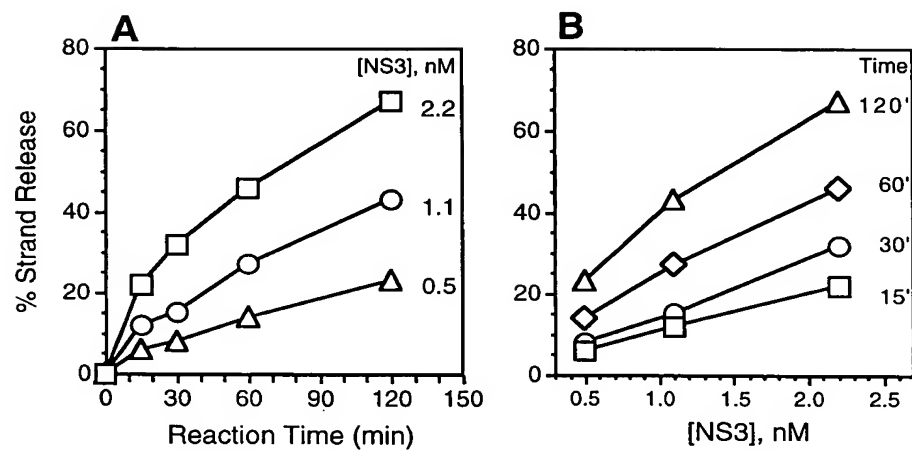 A
% Strand Release
80
60
40
20
0
[NS3], nM
2.2
1.1
0.5
0 30 60 90 120 150
Reaction Time (min)
B
80
60
40
20
0
Time
120'
60'
30'
15'
0.5 1.0 1.5 2.0 2.5
[NS3], nM